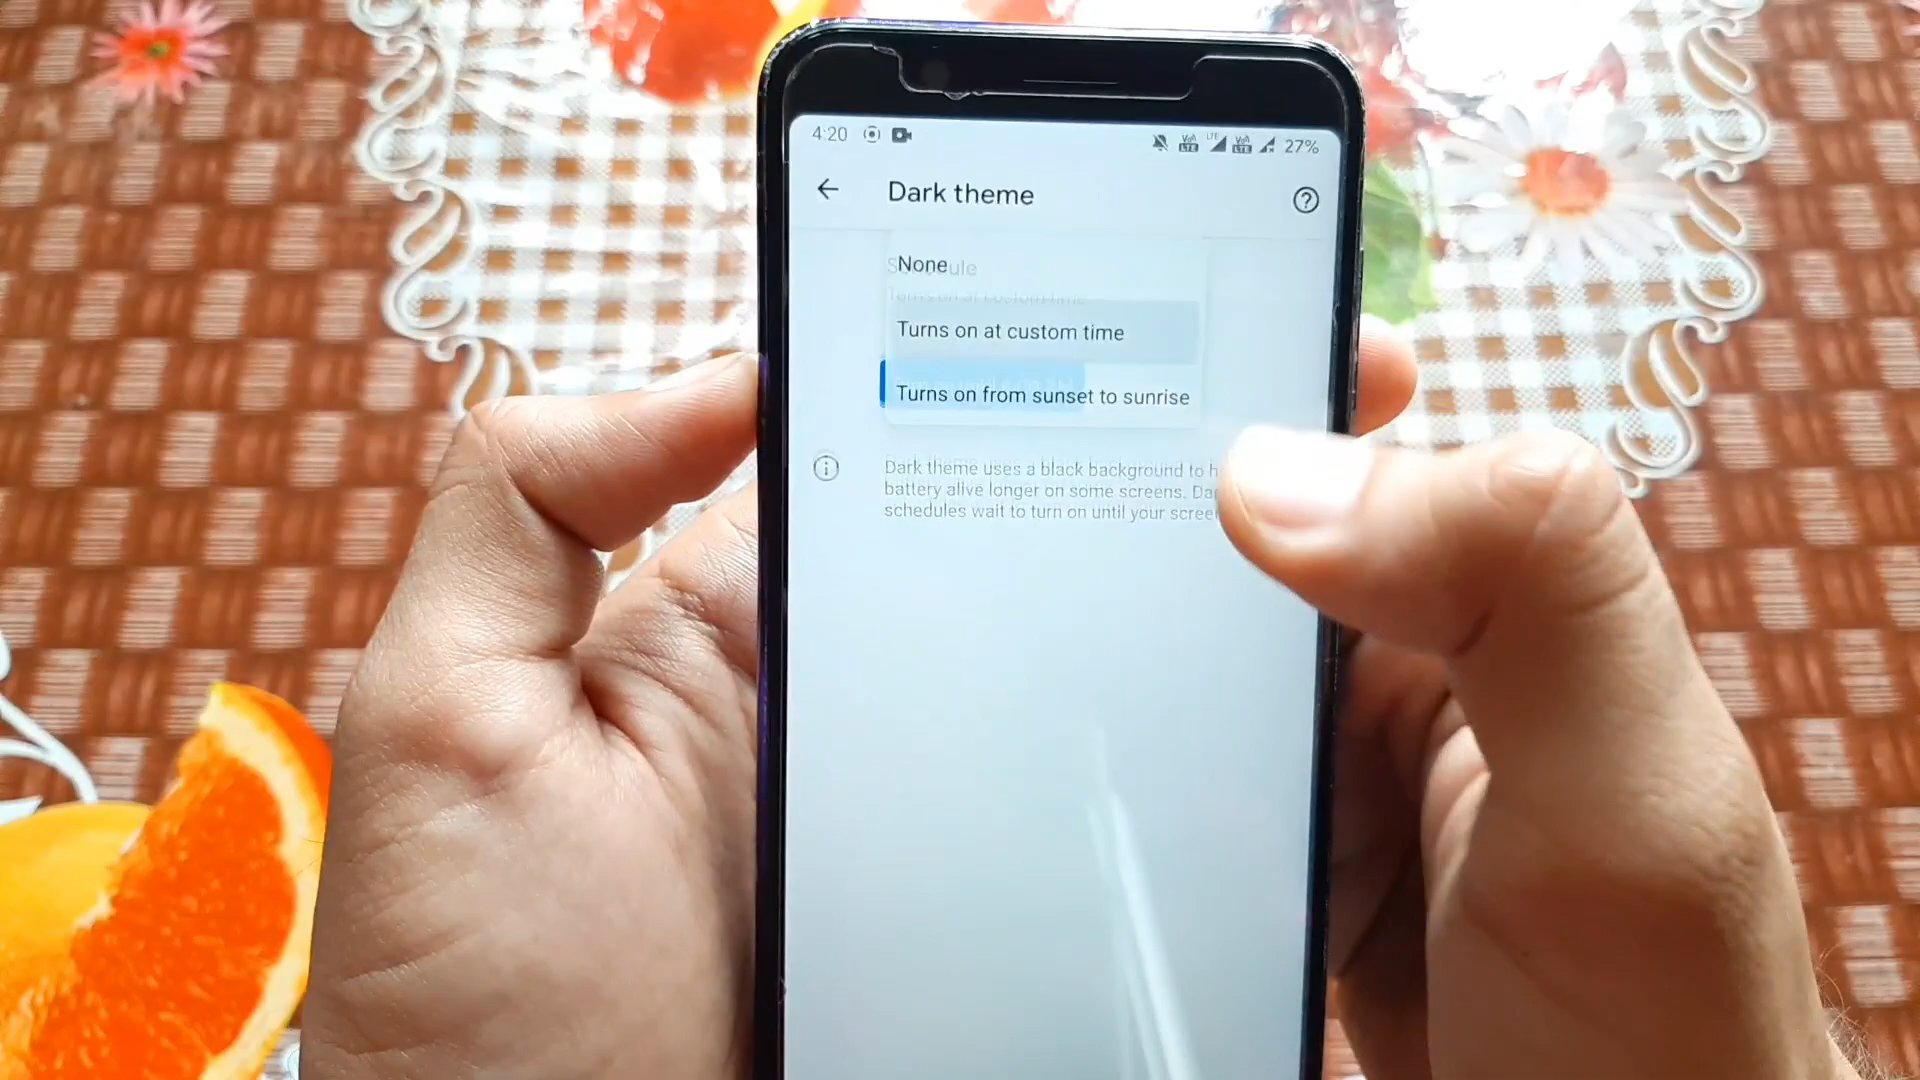 4:20 LTE 27%
Dark theme
None
Turns on at custom time
Turns on from sunset to sunrise
Dark theme uses a black background to h
battery alive longer on some screens. Da
schedules wait to turn on until your scree